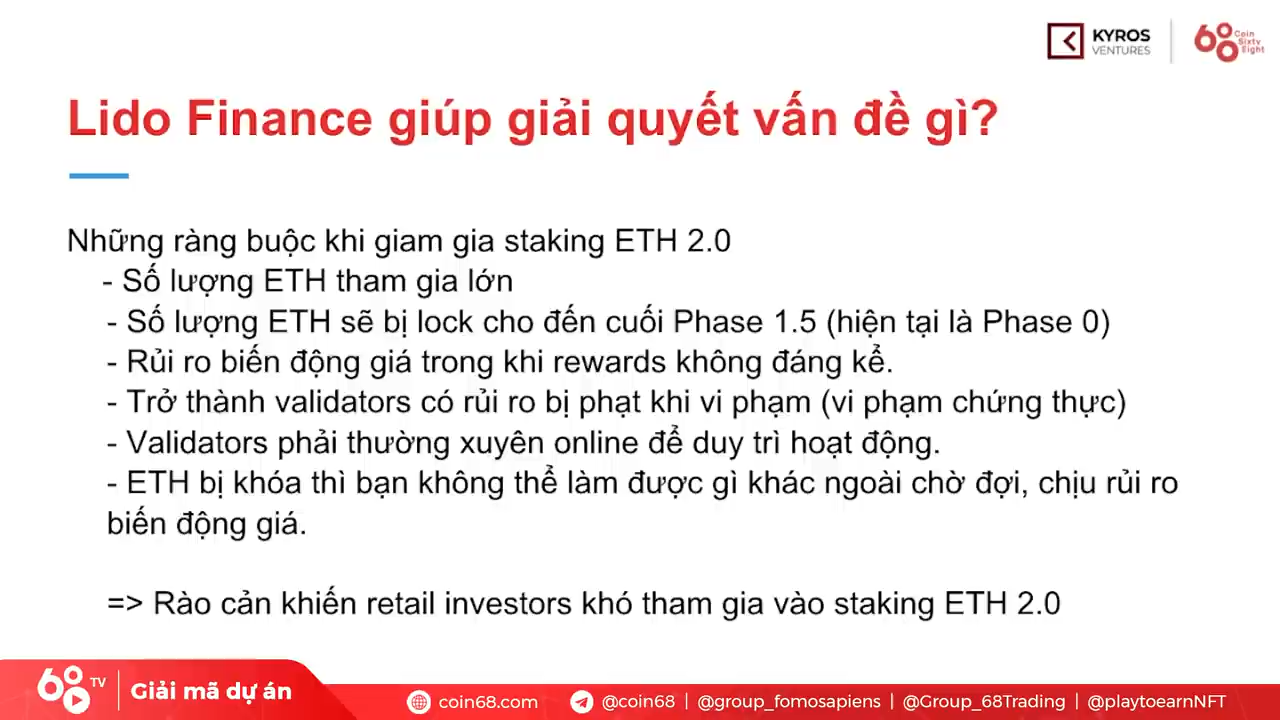 KYROS
VENTURES
68
Coin
Sixty
Eight
Lido Finance giúp giải quyết vấn đề gì?
Những ràng buộc khi giam gia staking ETH 2.0
- Số lượng ETH tham gia lớn
- Số lượng ETH sẽ bị lock cho đến cuối Phase 1.5 (hiện tại là Phase 0)
- Rủi ro biến động giá trong khi rewards không đáng kể.
- Trở thành validators có rủi ro bị phạt khi vi phạm (vi phạm chứng thực)
- Validators phải thường xuyên online để duy trì hoạt động.
- ETH bị khóa thì bạn không thể làm được gì khác ngoài chờ đợi, chịu rủi ro
biến động giá.
=> Rào cản khiến retail investors khó tham gia vào staking ETH 2.0
68 TV | Giải mã dự án
coin68.com
@coin68 | @group_fomosapiens | @Group_68Trading | @playtoearnNFT